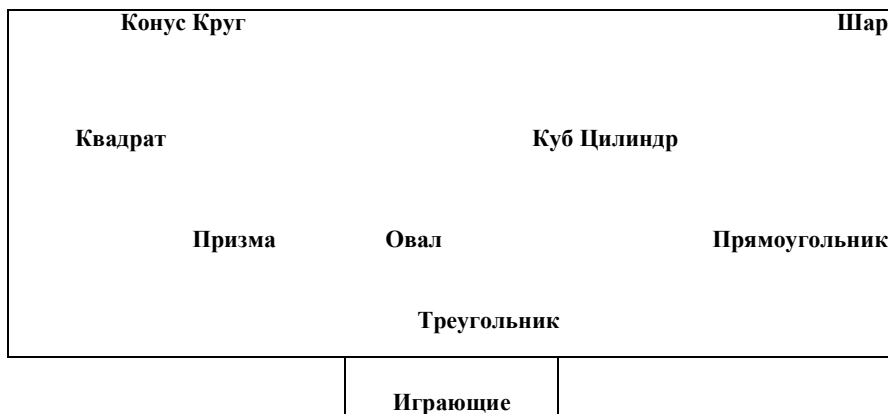 Конус Круг Шар
Квадрат Куб Цилиндр
Призма Овал Прямоугольник
Треугольник
Играющие